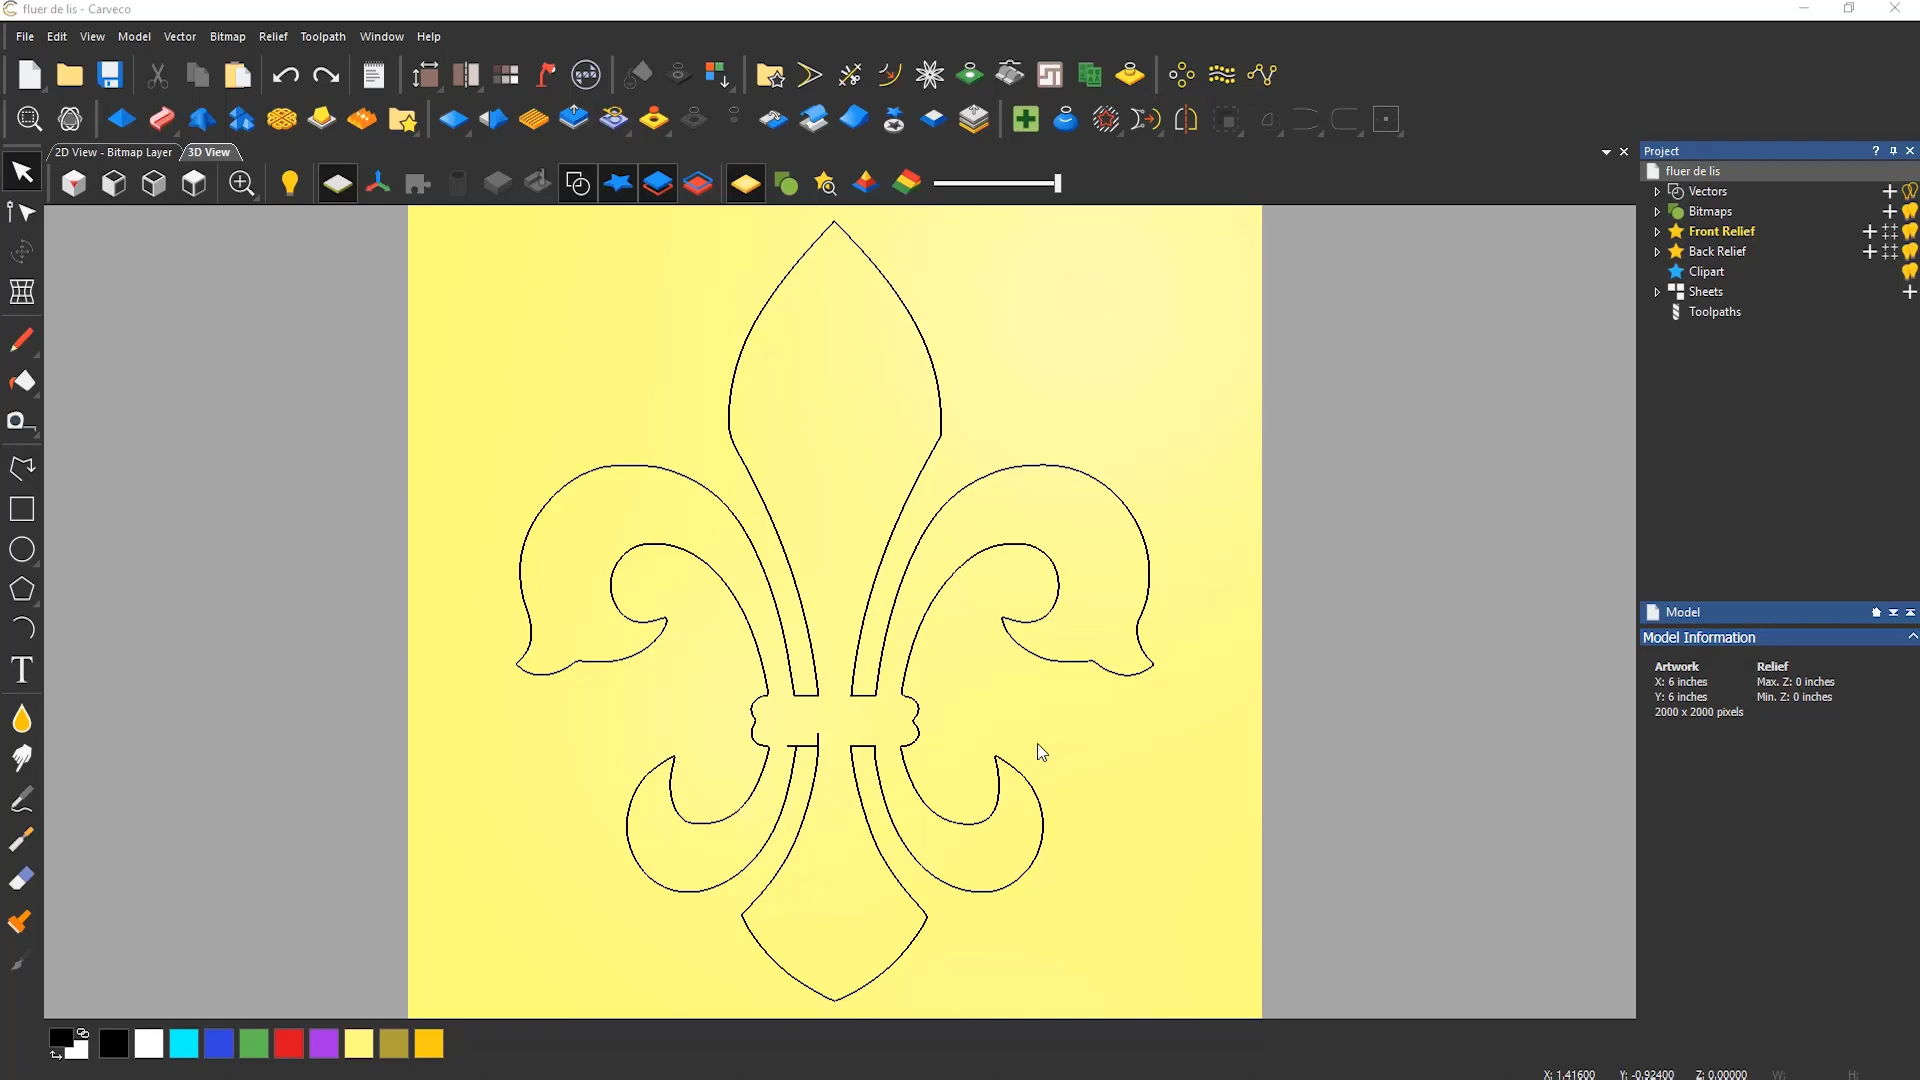 fluer de lis - Carveco
File Edit View Model Vector Bitmap Relief Toolpath Window Help
2D View - Bitmap Layer 3D View
Project
fluer de lis
Vectors
Bitmaps
Front Relief
Back Relief
Clipart
Sheets
Toolpaths
Model
Model Information
Artwork Relief
X: 6 inches Max. Z: 0 inches
Y: 6 inches Min. Z: 0 inches
2000 x 2000 pixels
X: 1.41600 Y: -0.92400 Z: 0.00000 W: H: